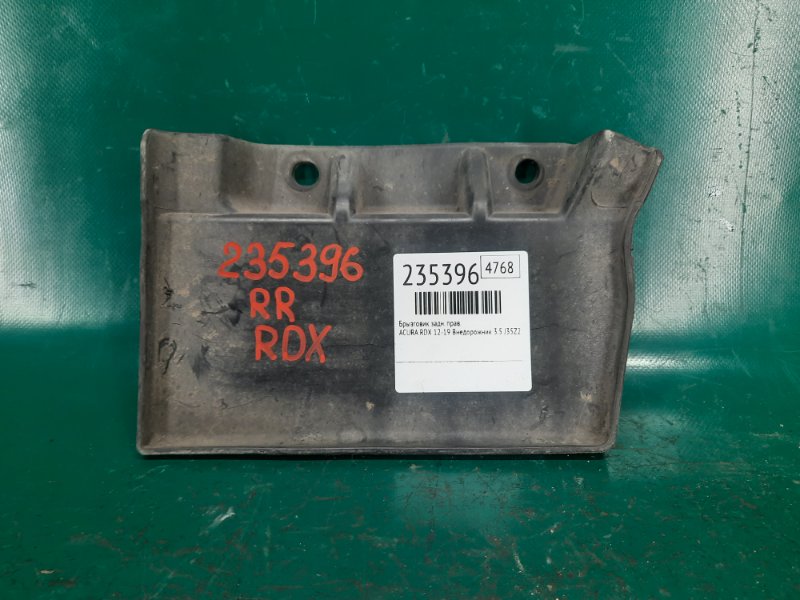 235396
RR
RDX
235396 4768
Брызговик задн. прав.
ACURA RDX 12-19 Внедорожник 3.5 J35Z2